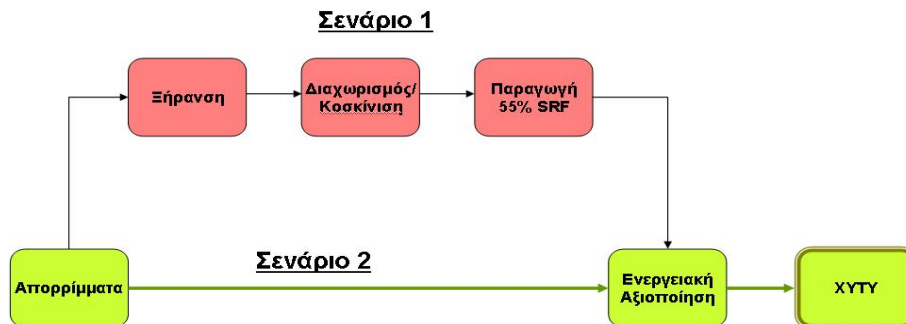 Σενάριο 1
Ξήρανση
Διαχωρισμός/
Κοσκίνιση
Παραγωγή
55% SRF
Σενάριο 2
Απορρίμματα
Ενεργειακή
Αξιοποίηση
ΧΥΤΥ